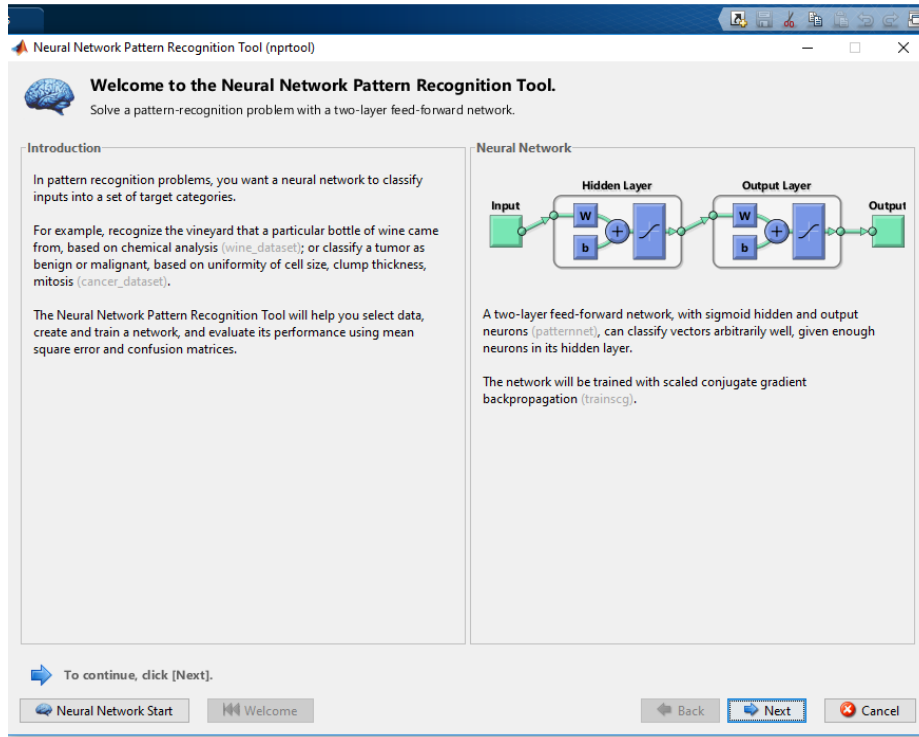 s
Neural Network Pattern Recognition Tool (nprtool)
Welcome to the Neural Network Pattern Recognition Tool.
Solve a pattern-recognition problem with a two-layer feed-forward network.
Introduction
In pattern recognition problems, you want a neural network to classify
inputs into a set of target categories.
For example, recognize the vineyard that a particular bottle of wine came
from, based on chemical analysis (wine_dataset); or classify a tumor as
benign or malignant, based on uniformity of cell size, clump thickness,
mitosis (cancer_dataset).
The Neural Network Pattern Recognition Tool will help you select data,
create and train a network, and evaluate its performance using mean
square error and confusion matrices.
Neural Network
Hidden Layer
Output Layer
Input
Output
W
b
W
b
A two-layer feed-forward network, with sigmoid hidden and output
neurons (patternnet), can classify vectors arbitrarily well, given enough
neurons in its hidden layer.
The network will be trained with scaled conjugate gradient
backpropagation (trainscg).
To continue, click [Next].
Neural Network Start
Welcome
Back
Next
Cancel